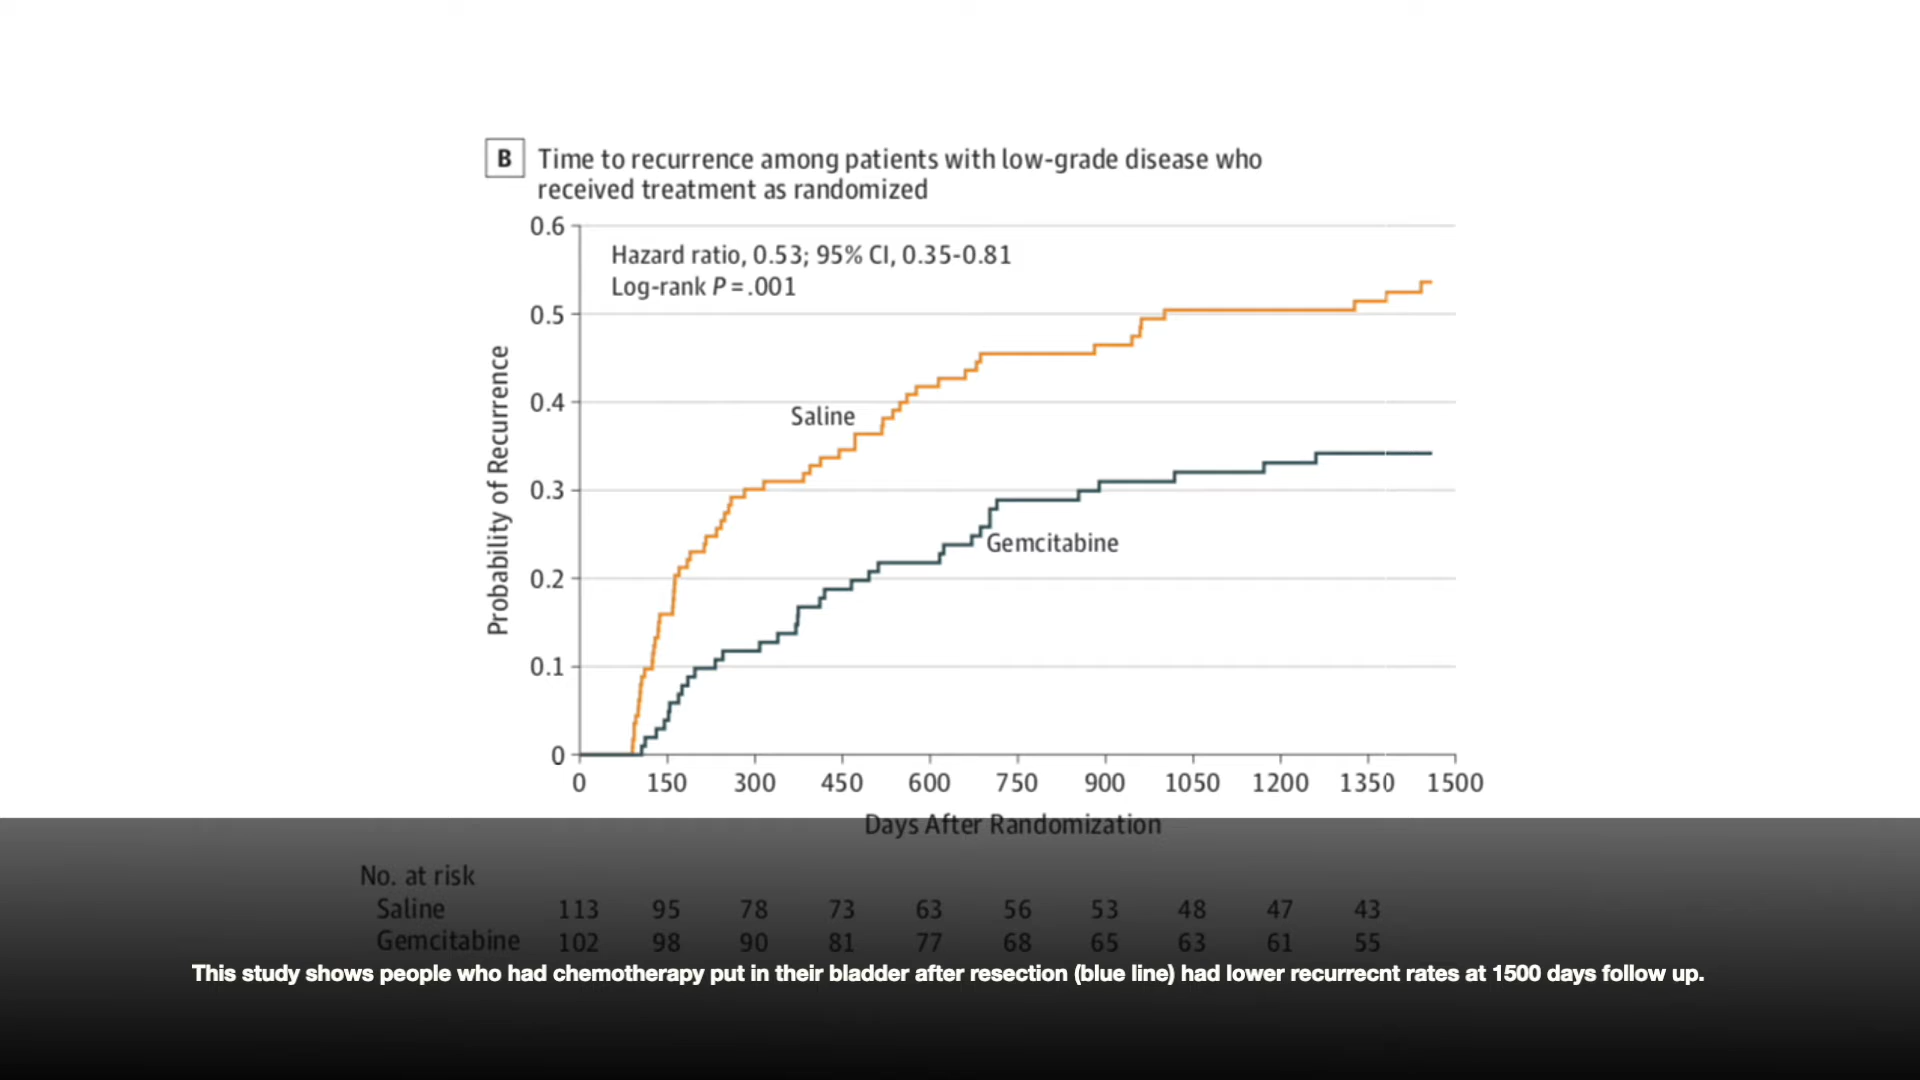 B Time to recurrence among patients with low-grade disease who
received treatment as randomized
0.6
Hazard ratio, 0.53; 95% CI, 0.35-0.81
Log-rank P = .001
0.5
0.4
Saline
Probability of Recurrence
0.3
Gemcitabine
0.2
0.1
0
0 150 300 450 600 750 900 1050 1200 1350 1500
Days After Randomization
No. at risk
Saline 113 95 78 73 63 56 53 48 47 43
Gemcitabine 102 98 90 81 77 68 65 63 61 55
This study shows people who had chemotherapy put in their bladder after resection (blue line) had lower recurrecnt rates at 1500 days follow up.